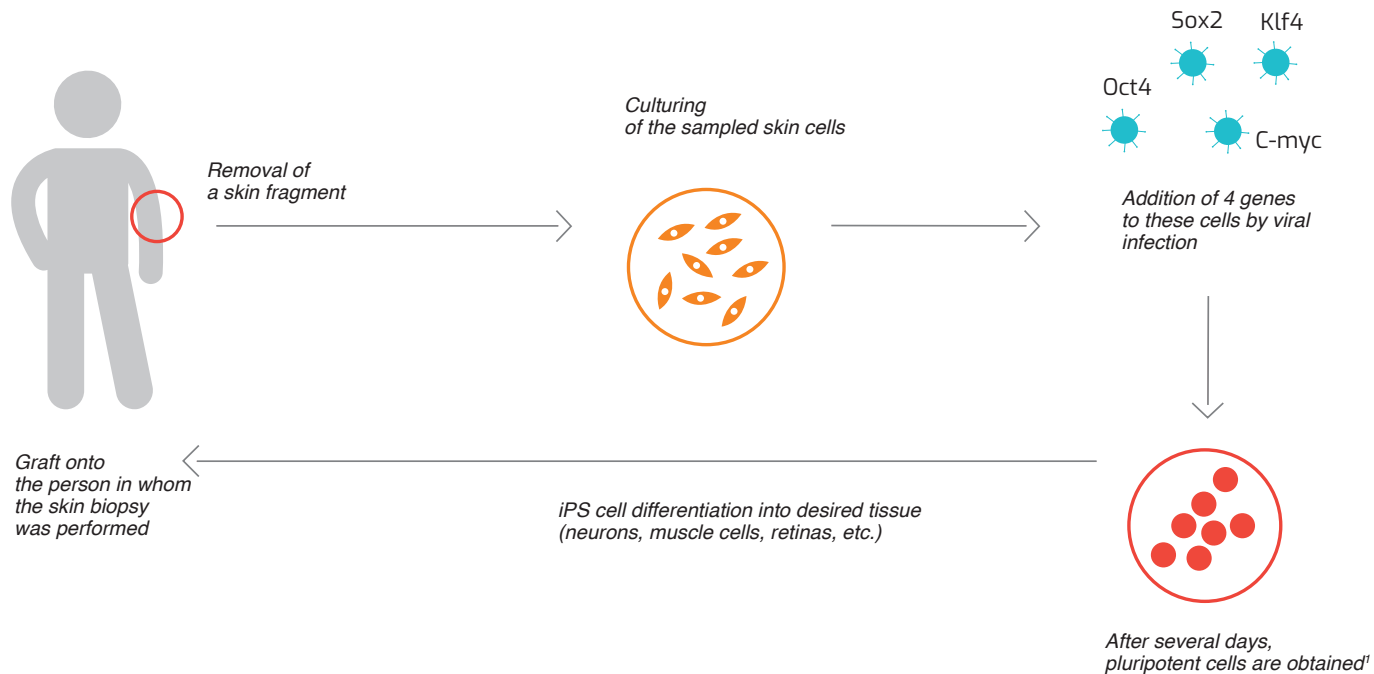 Sox2
Klf4
Oct4
C-myc
Culturing
of the sampled skin cells
Removal of
a skin fragment
Addition of 4 genes
to these cells by viral
infection
Graft onto
the person in whom
the skin biopsy
was performed
iPS cell differentiation into desired tissue
(neurons, muscle cells, retinas, etc.)
After several days,
pluripotent cells are obtained¹